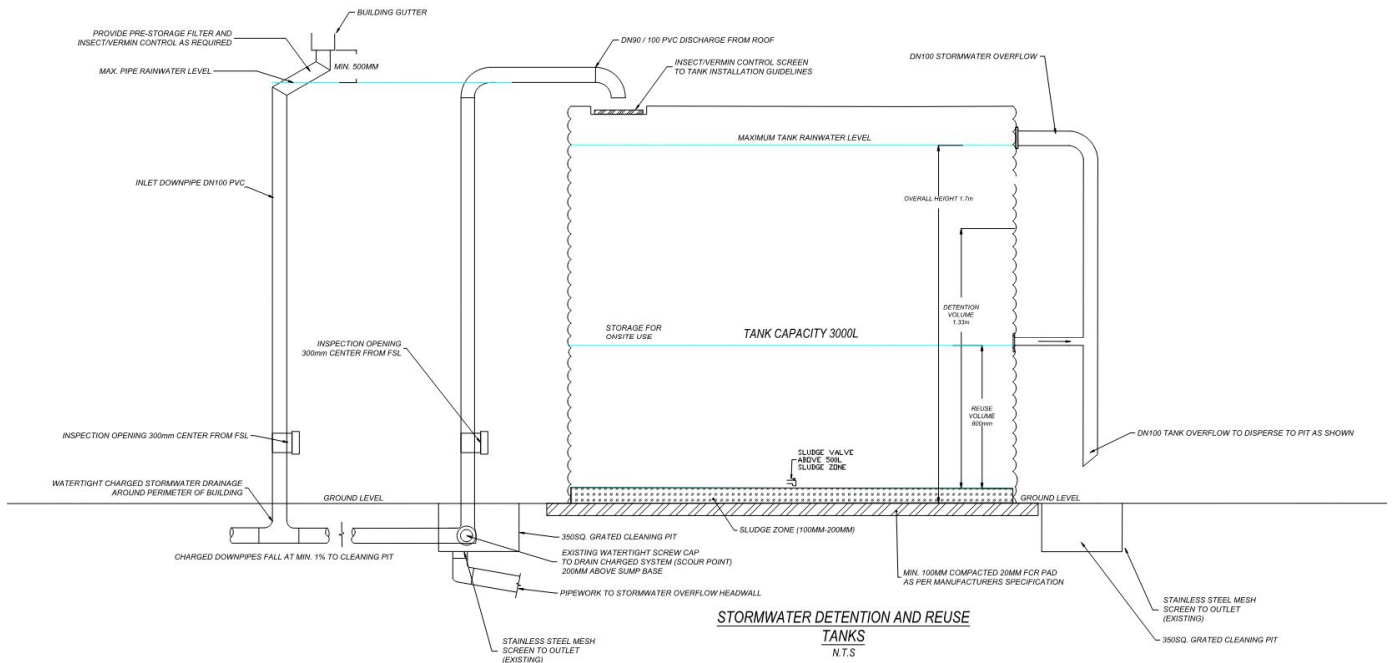 BUILDING GUTTER
PROVIDE PRE-STORAGE FILTER AND
INSECT/VERMIN CONTROL AS REQUIRED
MIN. 500MM
MAX. PIPE RAINWATER LEVEL
DN90 / 100 PVC DISCHARGE FROM ROOF
INSECT/VERMIN CONTROL SCREEN
TO TANK INSTALLATION GUIDELINES
DN100 STORMWATER OVERFLOW
MAXIMUM TANK RAINWATER LEVEL
INLET DOWNPIPE DN100 PVC
OVERALL HEIGHT 1.7m
DETENTION
VOLUME
1.33m
STORAGE FOR
ONSITE USE
TANK CAPACITY 3000L
INSPECTION OPENING
300mm CENTER FROM FSL
REUSE
VOLUME
800mm
INSPECTION OPENING 300mm CENTER FROM FSL
DN100 TANK OVERFLOW TO DISPERSE TO PIT AS SHOWN
SLUDGE VALVE
ABOVE 500L
SLUDGE ZONE
WATERTIGHT CHARGED STORMWATER DRAINAGE
AROUND PERIMETER OF BUILDING
GROUND LEVEL
GROUND LEVEL
SLUDGE ZONE (100MM-200MM)
350SQ. GRATED CLEANING PIT
CHARGED DOWNPIPES FALL AT MIN. 1% TO CLEANING PIT
EXISTING WATERTIGHT SCREW CAP
TO DRAIN CHARGED SYSTEM (SCOUR POINT)
200MM ABOVE SUMP BASE
MIN. 100MM COMPACTED 20MM FCR PAD
AS PER MANUFACTURERS SPECIFICATION
PIPEWORK TO STORMWATER OVERFLOW HEADWALL
STAINLESS STEEL MESH
SCREEN TO OUTLET
(EXISTING)
STORMWATER DETENTION AND REUSE
TANKS
N.T.S
STAINLESS STEEL MESH
SCREEN TO OUTLET
(EXISTING)
350SQ. GRATED CLEANING PIT